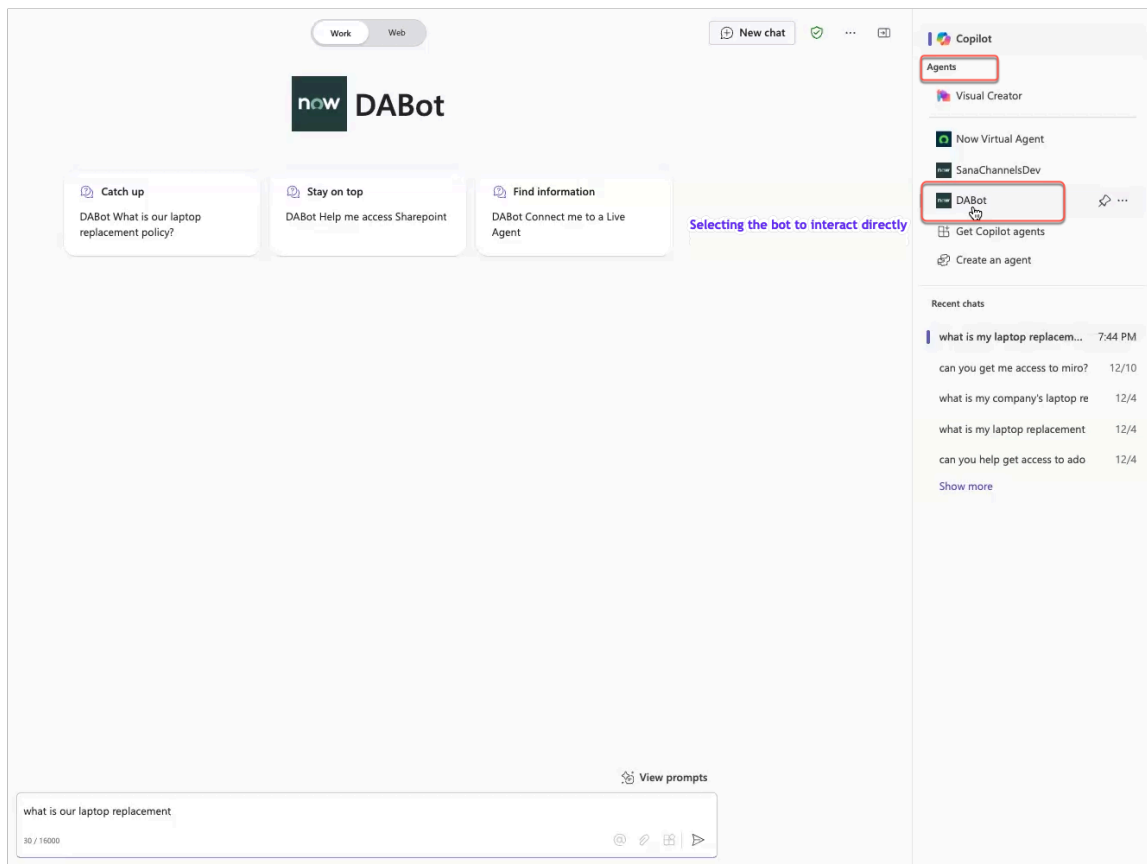 Work
Web
New chat
now
DABot
Catch up
DABot What is our laptop
replacement policy?
Stay on top
DABot Help me access Sharepoint
Find information
DABot Connect me to a Live
Agent
Selecting the bot to interact directly
View prompts
what is our laptop replacement
30 / 16000
Copilot
Agents
Visual Creator
Now Virtual Agent
now SanaChannelsDev
now DABot
Get Copilot agents
Create an agent
Recent chats
what is my laptop replacem... 7:44 PM
can you get me access to miro? 12/10
what is my company's laptop re 12/4
what is my laptop replacement 12/4
can you help get access to ado 12/4
Show more